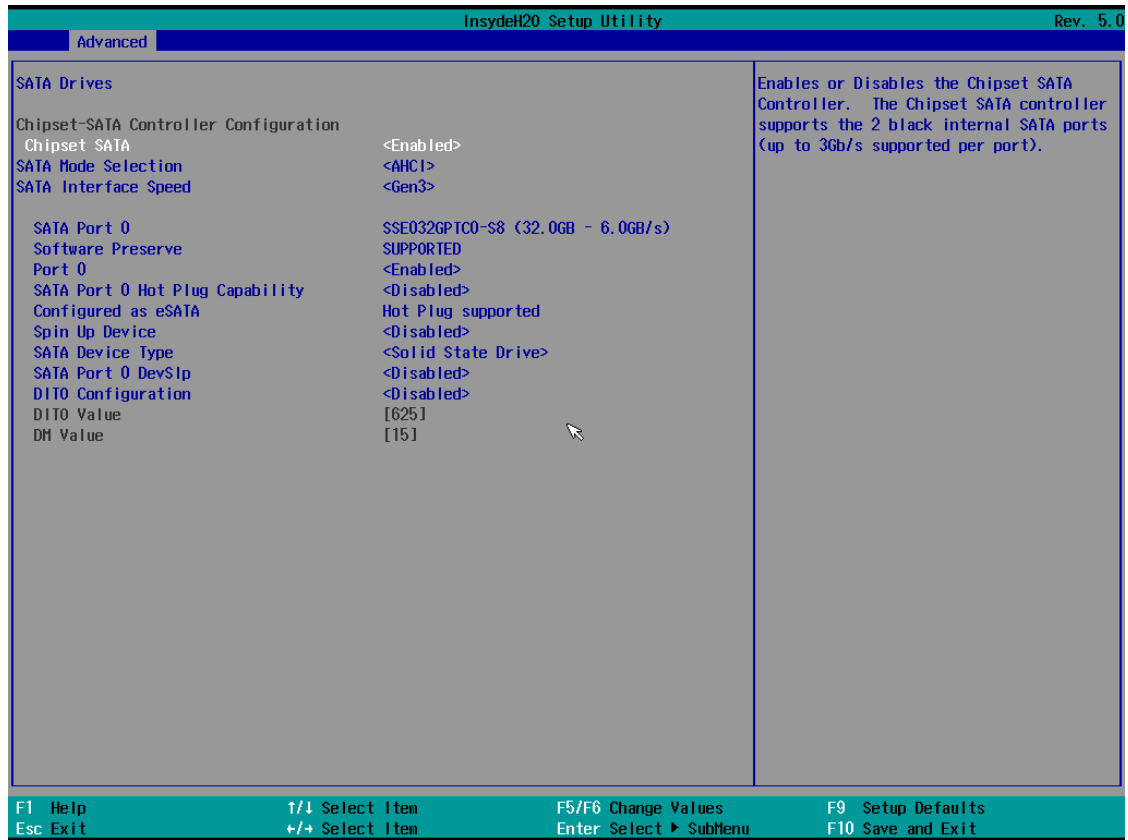 InsydeH20 Setup Utility Rev. 5.0
Advanced
SATA Drives
Chipset-SATA Controller Configuration
Chipset SATA <Enabled>
SATA Mode Selection <AHCI>
SATA Interface Speed <Gen3>
SATA Port 0 SSE032GPTC0-S8 (32.0GB - 6.0GB/s)
Software Preserve SUPPORTED
Port 0 <Enabled>
SATA Port 0 Hot Plug Capability <Disabled>
Configured as eSATA Hot Plug supported
Spin Up Device <Disabled>
SATA Device Type <Solid State Drive>
SATA Port 0 DevSlp <Disabled>
DITO Configuration <Disabled>
DITO Value [625]
DM Value [15]
Enables or Disables the Chipset SATA
Controller. The Chipset SATA controller
supports the 2 black internal SATA ports
(up to 3Gb/s supported per port).
F1 Help ↑/↓ Select Item F5/F6 Change Values F9 Setup Defaults
Esc Exit ←/→ Select Item Enter Select ▶ SubMenu F10 Save and Exit